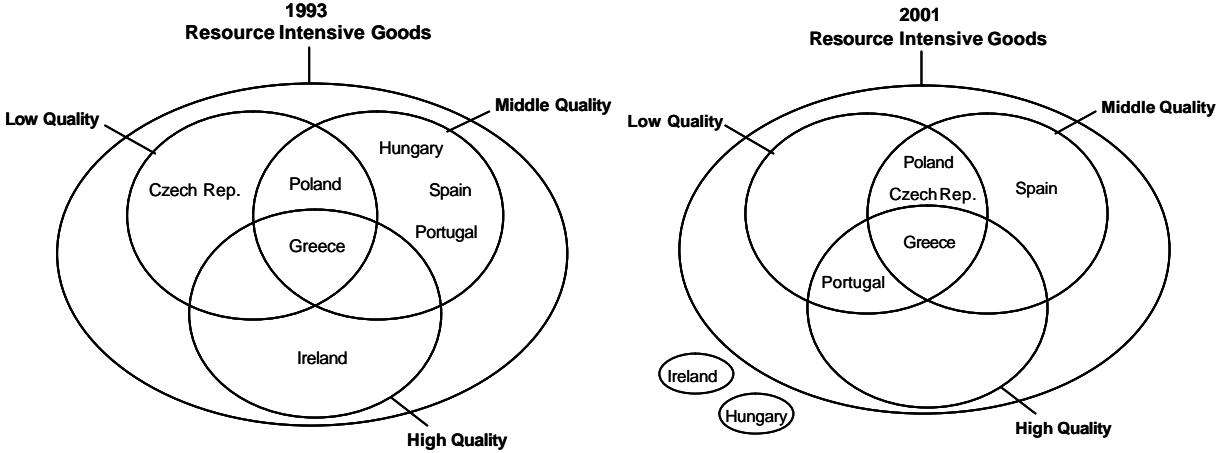 1993
Resource Intensive Goods
Low Quality
Middle Quality
Hungary
Czech Rep.
Poland
Spain
Portugal
Greece
Ireland
High Quality
2001
Resource Intensive Goods
Low Quality
Middle Quality
Poland
Czech Rep.
Spain
Greece
Portugal
Ireland
Hungary
High Quality